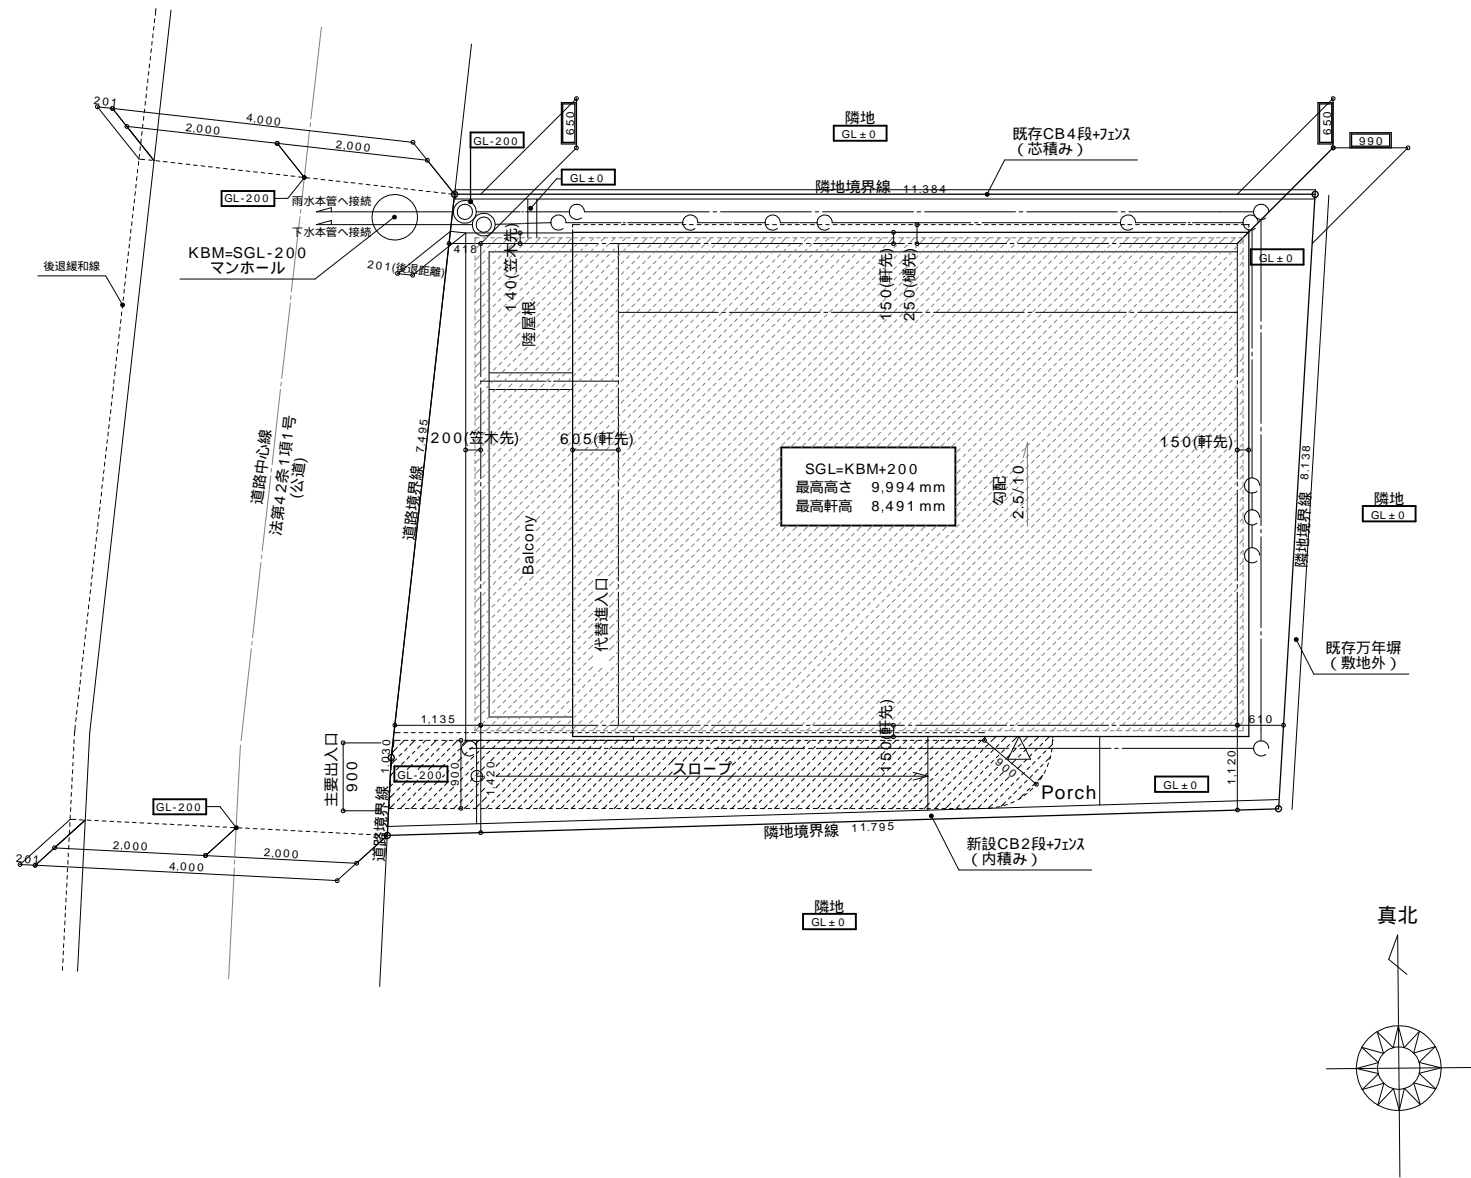 201
4,000
2,000
2,000
GL-200
GL-200
650
GL±0
隣地
GL±0
既存CB4段+フェンス
(芯積み)
650
990
隣地境界線 11.384
雨水本管へ接続
下水本管へ接続
KBM=SGL-200
マンホール
後退緩和線
418
201(後退距離)
140(笠木先)
陸屋根
150(軒先)
250(樋先)
GL±0
道路中心線
法第42条1項1号
(公道)
道路境界線 7.495
200(笠木先)
605(軒先)
150(軒先)
SGL=KBM+200
最高高さ 9,994mm
最高軒高 8,491mm
勾配
2.5/10
隣地境界線 8.138
隣地
GL±0
Balcony
代替進入口
既存万年塀
(敷地外)
1,135
610
150(軒先)
主要出入口
900
道路境界線 1.030
GL-200
900
1,420
スロープ
900
Porch
1,120
GL±0
GL-200
201
2,000
2,000
4,000
隣地境界線 11.795
新設CB2段+フェンス
(内積み)
隣地
GL±0
真北